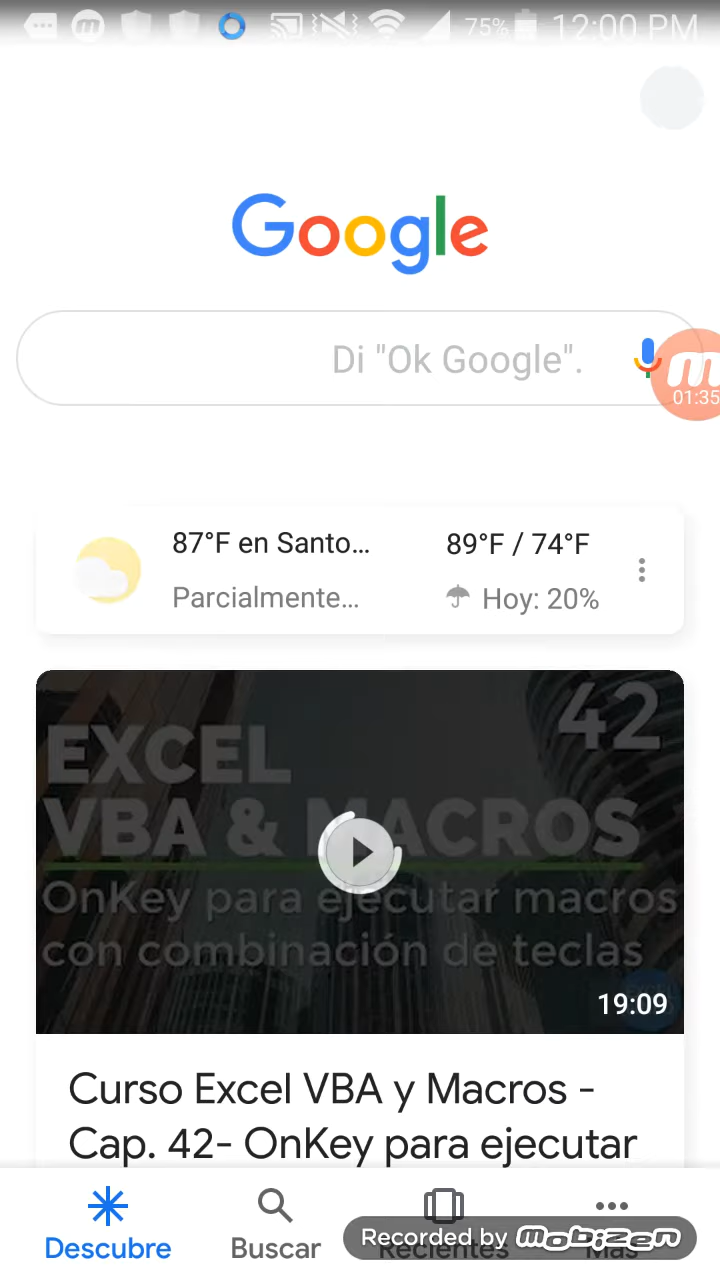 75% 12:00 PM
Google
Di "Ok Google".
01:35
87°F en Santo...
89°F / 74°F
Parcialmente...
Hoy: 20%
42
EXCEL
VBA & MACROS
OnKey para ejecutar macros
con combinación de teclas
19:09
Curso Excel VBA y Macros -
Cap. 42- OnKey para ejecutar
Descubre
Buscar
Recientes
Más
Recorded by mobizen